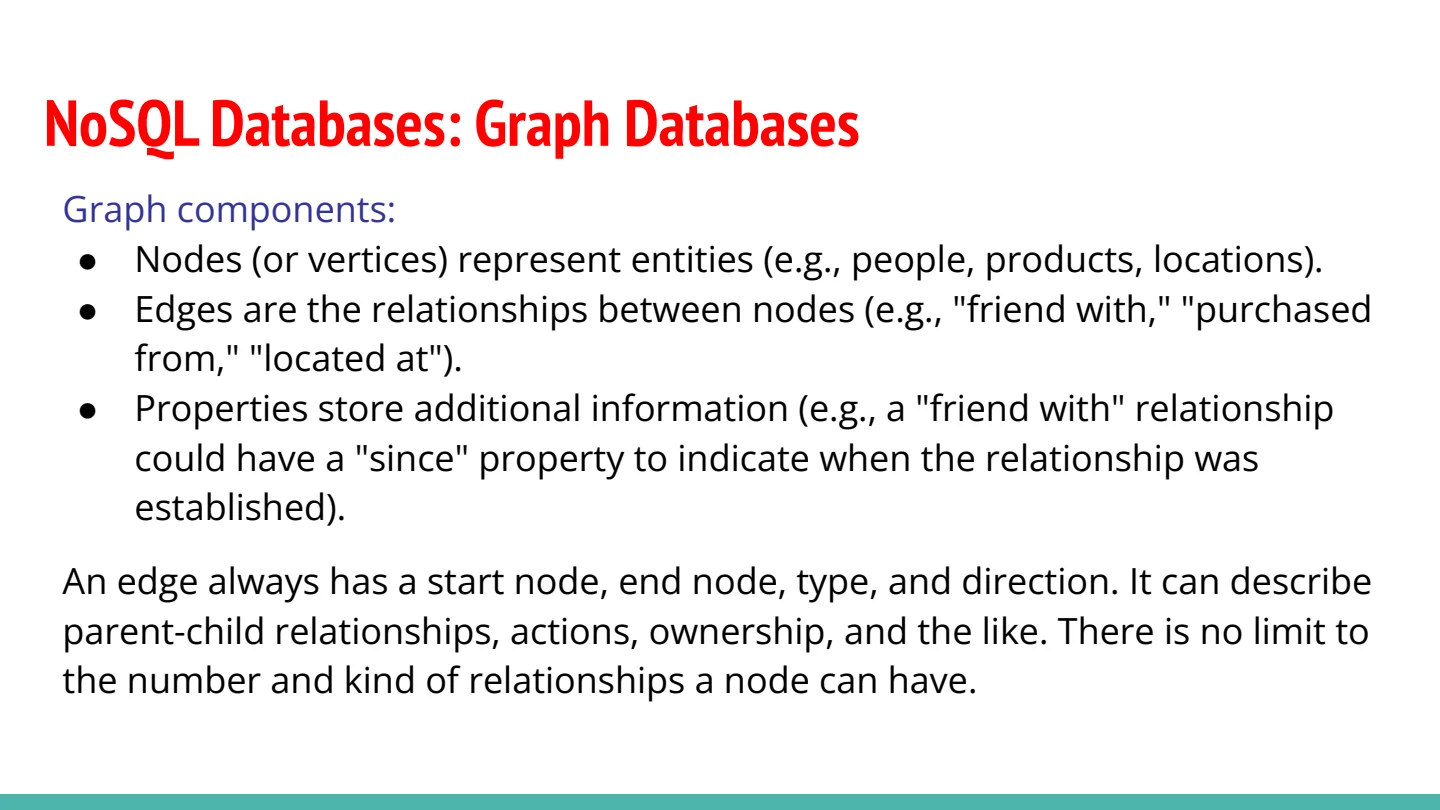 NoSQL Databases: Graph Databases
Graph components:
● Nodes (or vertices) represent entities (e.g., people, products, locations).
● Edges are the relationships between nodes (e.g., "friend with," "purchased
from," "located at").
● Properties store additional information (e.g., a "friend with" relationship
could have a "since" property to indicate when the relationship was
established).
An edge always has a start node, end node, type, and direction. It can describe
parent-child relationships, actions, ownership, and the like. There is no limit to
the number and kind of relationships a node can have.